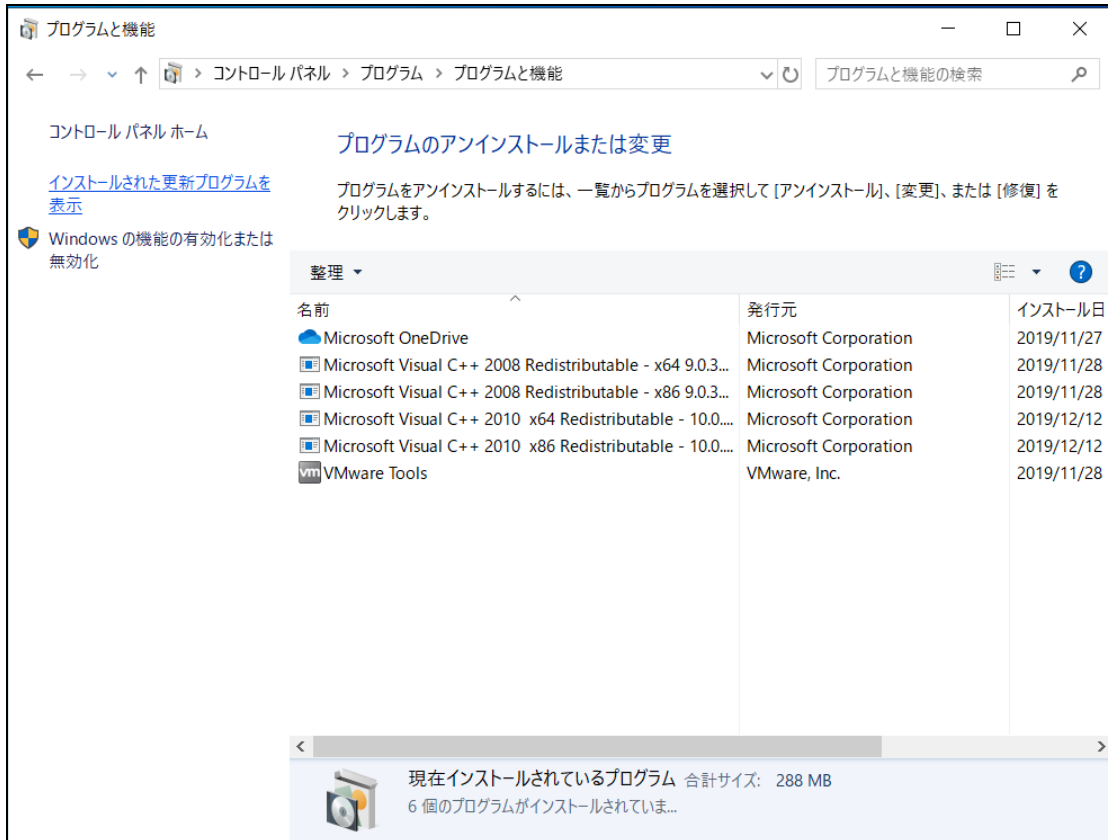 プログラムと機能
コントロール パネル > プログラム > プログラムと機能
プログラムと機能の検索
コントロール パネル ホーム
インストールされた更新プログラムを
表示
Windows の機能の有効化または
無効化
プログラムのアンインストールまたは変更
プログラムをアンインストールするには、一覧からプログラムを選択して [アンインストール]、[変更]、または [修復] を
クリックします。
整理
名前 発行元 インストール日
Microsoft OneDrive Microsoft Corporation 2019/11/27
Microsoft Visual C++ 2008 Redistributable - x64 9.0.3... Microsoft Corporation 2019/11/28
Microsoft Visual C++ 2008 Redistributable - x86 9.0.3... Microsoft Corporation 2019/11/28
Microsoft Visual C++ 2010 x64 Redistributable - 10.0.... Microsoft Corporation 2019/12/12
Microsoft Visual C++ 2010 x86 Redistributable - 10.0.... Microsoft Corporation 2019/12/12
vm VMware Tools VMware, Inc. 2019/11/28
現在インストールされているプログラム 合計サイズ: 288 MB
6 個のプログラムがインストールされていま...